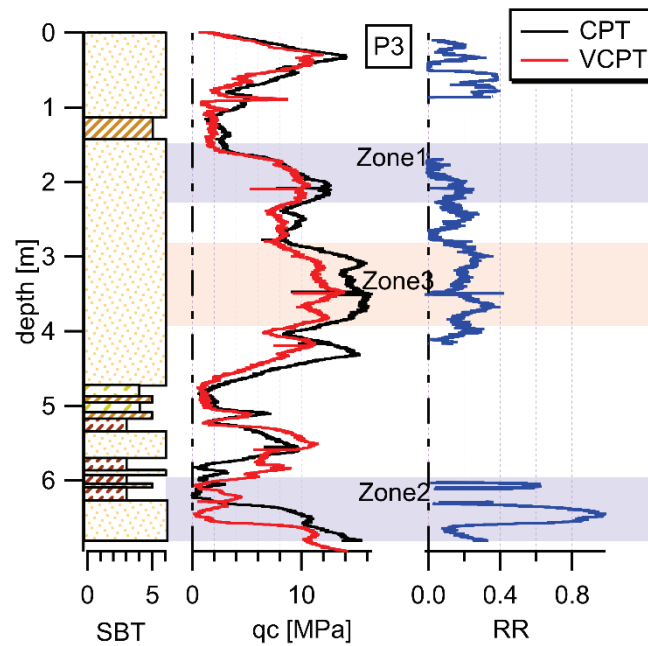 P3
CPT
VCPT
0
1
2
3
4
5
6
depth [m]
Zone1
Zone3
Zone2
0 5
SBT
0 10
qc [MPa]
0.0 0.4 0.8
RR